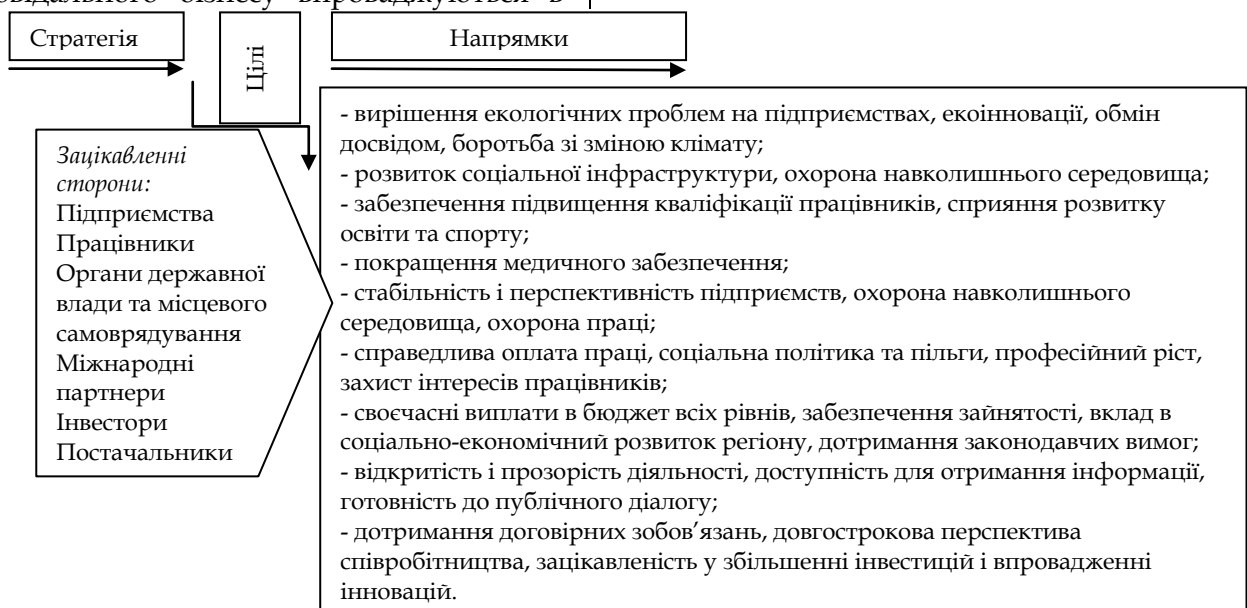 овідального бізнесу впроваджуються в
Стратегія
Цілі
Напрямки
Зацікавленні
сторони:
Підприємства
Працівники
Органи державної
влади та місцевого
самоврядування
Міжнародні
партнери
Інвестори
Постачальники
- вирішення екологічних проблем на підприємствах, екоінновації, обмін
досвідом, боротьба зі зміною клімату;
- розвиток соціальної інфраструктури, охорона навколишнього середовища;
- забезпечення підвищення кваліфікації працівників, сприяння розвитку
освіти та спорту;
- покращення медичного забезпечення;
- стабільність і перспективність підприємств, охорона навколишнього
середовища, охорона праці;
- справедлива оплата праці, соціальна політика та пільги, професійний ріст,
захист інтересів працівників;
- своєчасні виплати в бюджет всіх рівнів, забезпечення зайнятості, вклад в
соціально-економічний розвиток регіону, дотримання законодавчих вимог;
- відкритість і прозорість діяльності, доступність для отримання інформації,
готовність до публічного діалогу;
- дотримання договірних зобов’язань, довгострокова перспектива
співробітництва, зацікавленість у збільшенні інвестицій і впровадженні
інновацій.